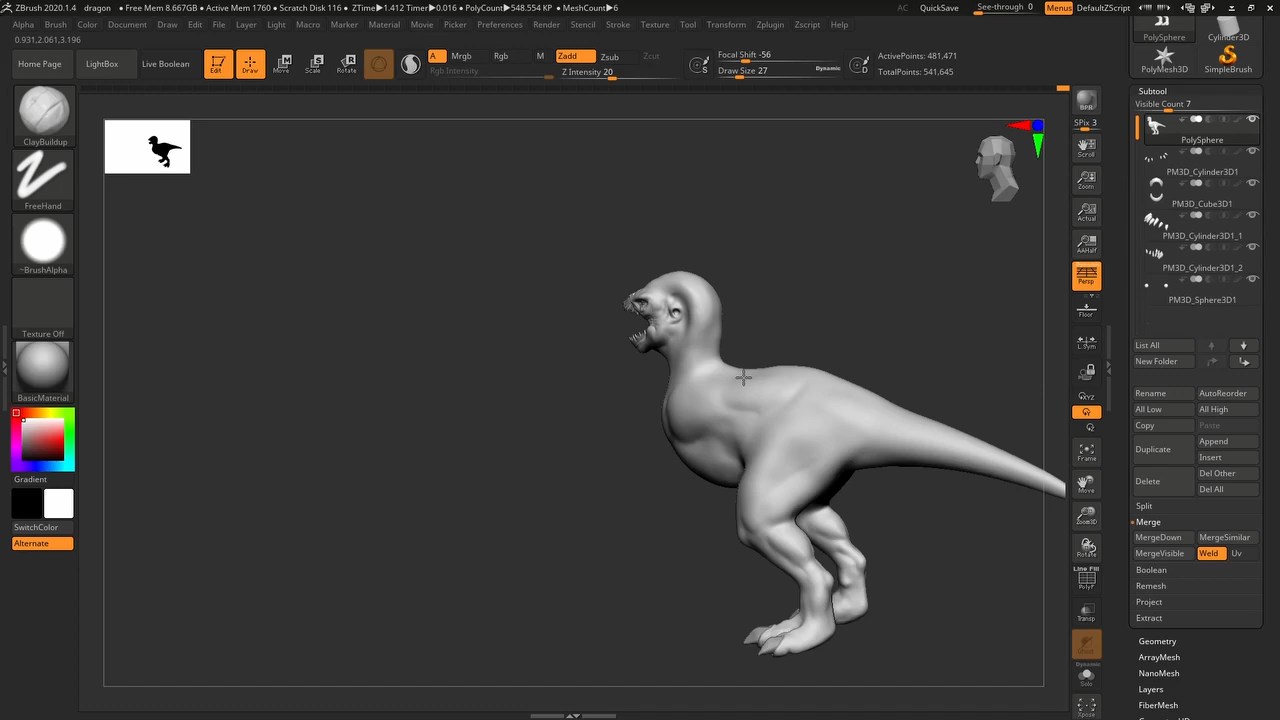 ZBrush 2020.1.4 dragon • Free Mem 8.667GB • Active Mem 1760 • Scratch Disk 116 • ZTime▶1.412 Timer▶0.016 • PolyCount▶548.554 KP • MeshCount▶6 AC QuickSave See-through 0 Menus DefaultZScript
Alpha Brush Color Document Draw Edit File Layer Light Macro Marker Material Movie Picker Preferences Render Stencil Stroke Texture Tool Transform Zplugin Zscript Help
0.931,2.061,3.196
Home Page LightBox Live Boolean Edit Draw Move Scale Rotate
A Mrgb Rgb M Zadd Zsub Zcut
Rgb Intensity Z Intensity 20
Focal Shift -56
Draw Size 27 Dynamic
S D
ActivePoints: 481,471
TotalPoints: 541,645
ClayBuildup
FreeHand
~BrushAlpha
Texture Off
BasicMaterial
Gradient
SwitchColor
Alternate
BPR
SPix 3
Scroll
Zoom
Actual
AAHalf
Persp
Floor
L.Sym
XYZ
Y
Z
Frame
Move
Zoom3D
Rotate
Line Fill
PolyF
Transp
Dynamic
Solo
Xpose
PolySphere Cylinder3D
PolyMesh3D SimpleBrush
Subtool
Visible Count 7
PolySphere
PM3D_Cylinder3D1
PM3D_Cube3D1
PM3D_Cylinder3D1_1
PM3D_Cylinder3D1_2
PM3D_Sphere3D1
List All
New Folder
Rename AutoReorder
All Low All High
Copy Paste
Duplicate Append
Insert
Delete Del Other
Del All
Split
Merge
MergeDown MergeSimilar
MergeVisible Weld Uv
Boolean
Remesh
Project
Extract
Geometry
ArrayMesh
NanoMesh
Layers
FiberMesh